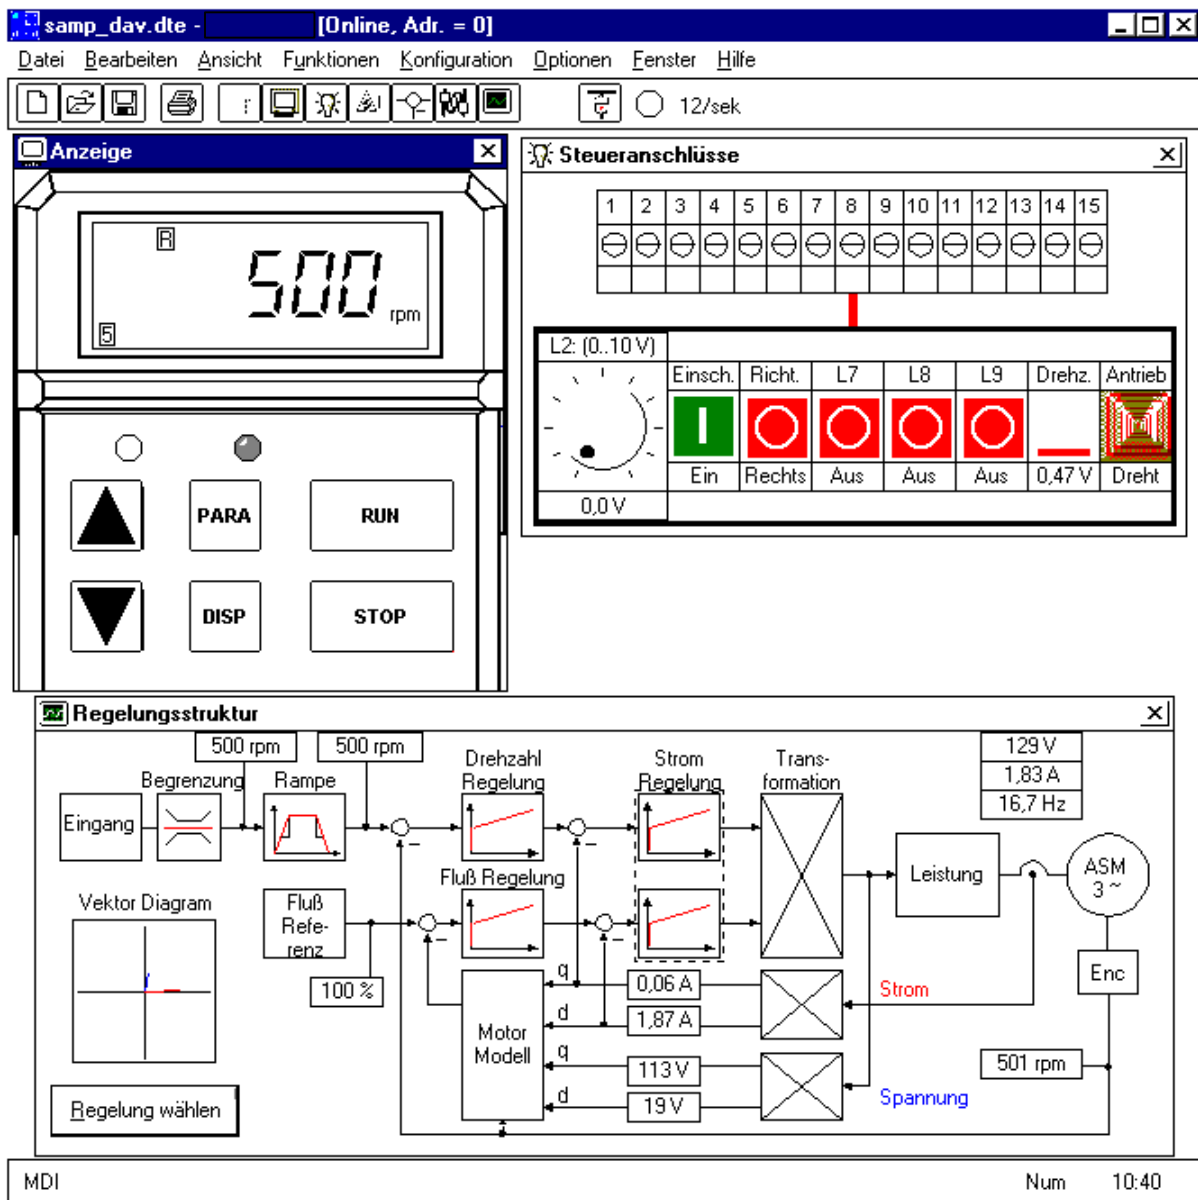 samp_dav.dte - [Online, Adr. = 0]
Datei Bearbeiten Ansicht Funktionen Konfiguration Optionen Fenster Hilfe
12/sek
Anzeige
R
500
rpm
5
PARA RUN
DISP STOP
Steueranschlüsse
1 2 3 4 5 6 7 8 9 10 11 12 13 14 15
L2: (0..10 V)
Einsch. Richt. L7 L8 L9 Drehz. Antrieb
Ein Rechts Aus Aus Aus 0,47 V Dreht
0,0 V
Regelungsstruktur
500 rpm 500 rpm
Begrenzung Rampe
Drehzahl
Regelung
Strom
Regelung
Trans-
formation
129 V
1,83 A
16,7 Hz
Eingang
Fluß Regelung
Leistung
ASM
3 ~
Vektor Diagram
Fluß
Refe-
renz
100 %
Enc
q 0,06 A
Strom
d 1,87 A
Motor
Modell
q 113 V
501 rpm
d 19 V
Spannung
Regelung wählen
MDI Num 10:40